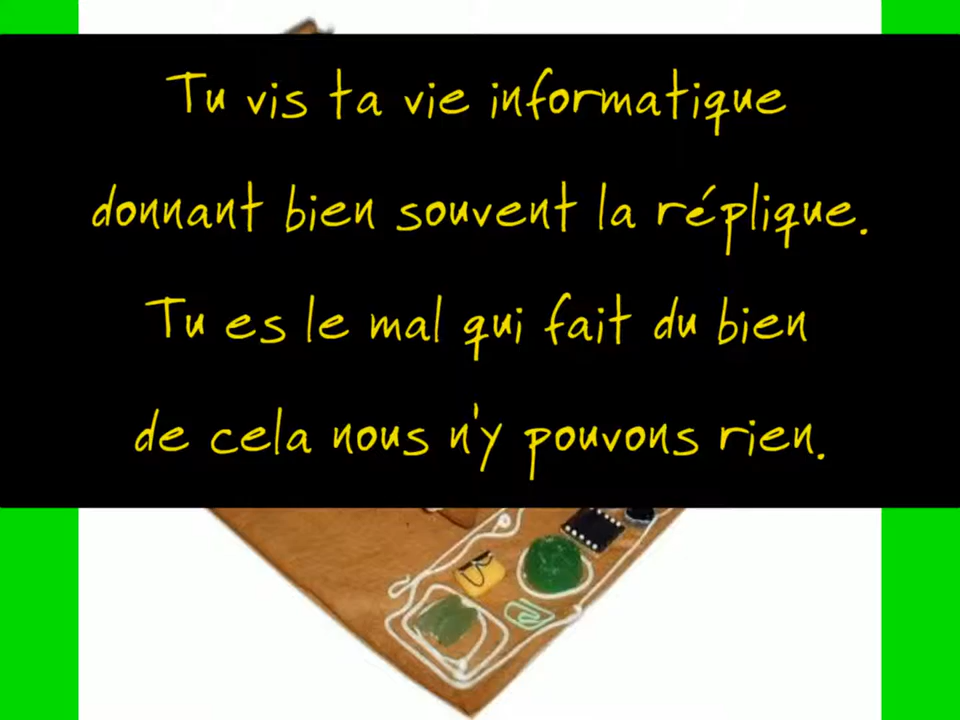 Tu vis ta vie informatique
donnant bien souvent la réplique.
Tu es le mal qui fait du bien
de cela nous n'y pouvons rien.